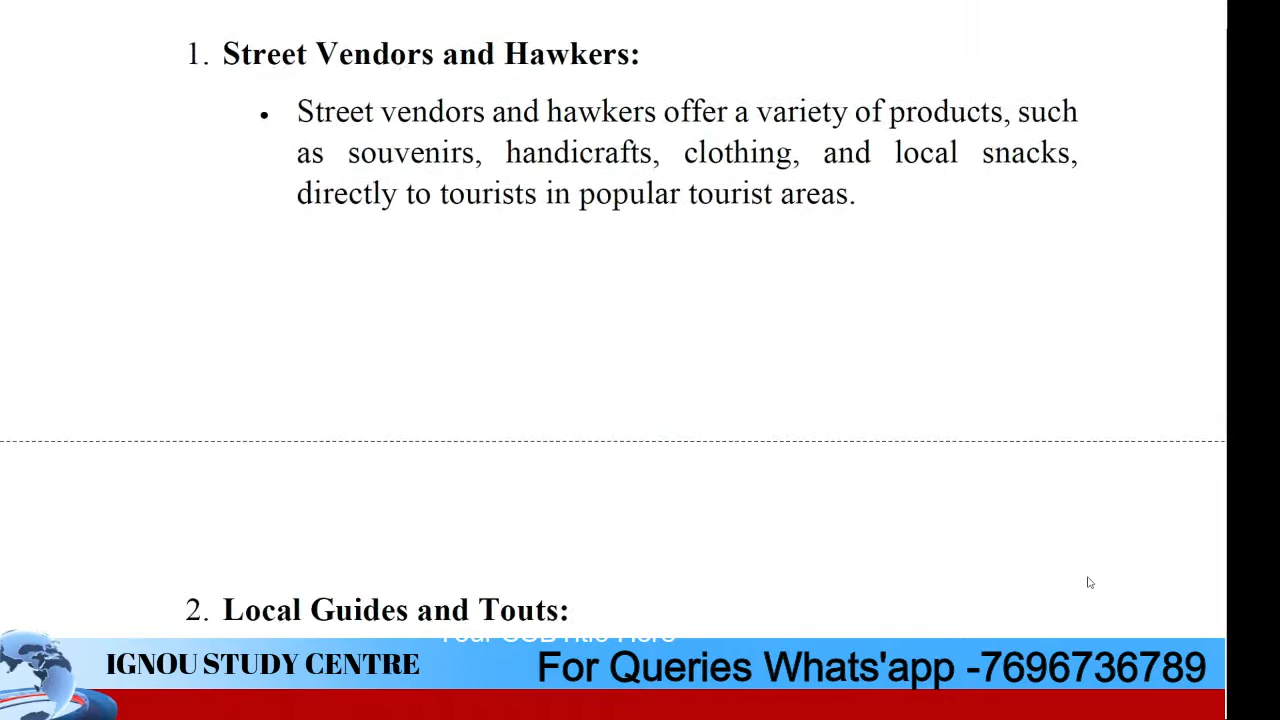 1. Street Vendors and Hawkers:
• Street vendors and hawkers offer a variety of products, such
as souvenirs, handicrafts, clothing, and local snacks,
directly to tourists in popular tourist areas.
2. Local Guides and Touts:
IGNOU STUDY CENTRE
For Queries Whats'app -7696736789